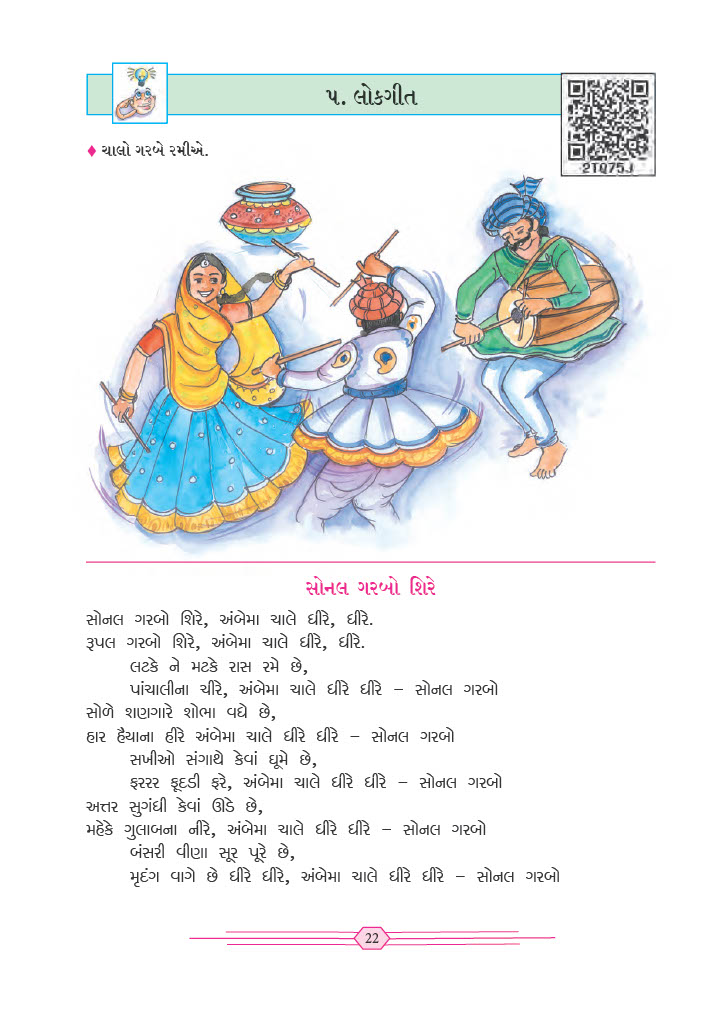 ૫. લોકગીત
2TQ75J
♦ ચાલો ગરબે રમીએ.
સોનલ ગરબો શિરે
સોનલ ગરબો શિરે, અંબેમા ચાલે ધીરે, ધીરે.
રૂપલ ગરબો શિરે, અંબેમા ચાલે ધીરે, ધીરે.
લટકે ને મટકે રાસ રમે છે,
પાંચાલીના ચીરે, અંબેમા ચાલે ધીરે ધીરે – સોનલ ગરબો
સોળે શણગારે શોભા વધે છે,
હાર હૈયાના હીરે અંબેમા ચાલે ધીરે ધીરે – સોનલ ગરબો
સખીઓ સંગાથે કેવાં ઘૂમે છે,
ફરરર ફૂદડી ફરે, અંબેમા ચાલે ધીરે ધીરે – સોનલ ગરબો
અત્તર સુગંધી કેવાં ઊડે છે,
મહેંકે ગુલાબના નીરે, અંબેમા ચાલે ધીરે ધીરે – સોનલ ગરબો
બંસરી વીણા સૂર પૂરે છે,
મૃદંગ વાગે છે ધીરે ધીરે, અંબેમા ચાલે ધીરે ધીરે – સોનલ ગરબો
22